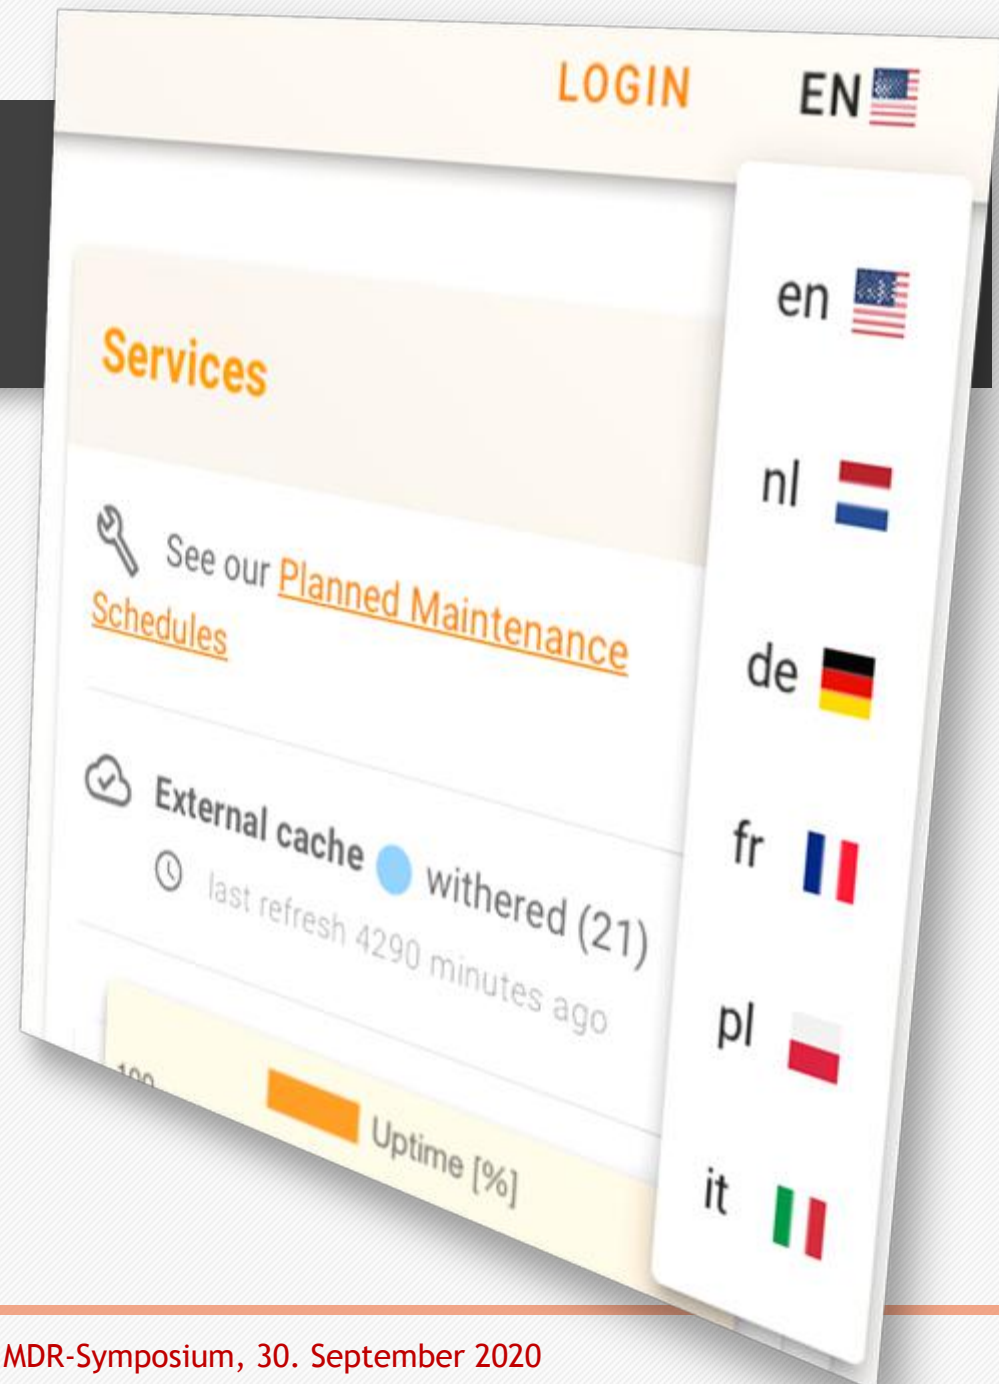 LOGIN
EN
en
Services
nl
See our Planned Maintenance
Schedules
de
External cache withered (21)
last refresh 4290 minutes ago
fr
pl
100
Uptime [%]
it
MDR-Symposium, 30. September 2020